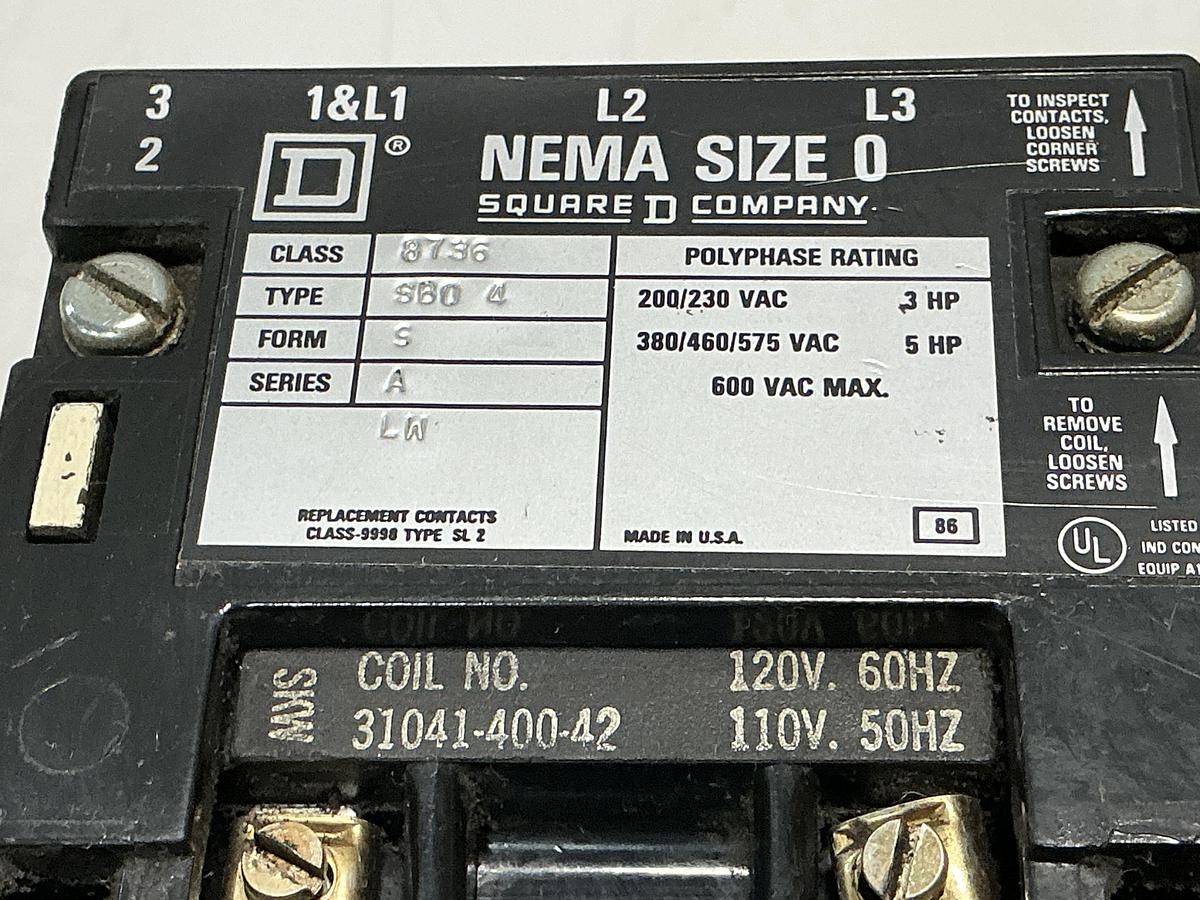 3 1&L1 L2 L3
2
D ®
NEMA SIZE 0
SQUARE D COMPANY
TO INSPECT
CONTACTS,
LOOSEN
CORNER
SCREWS
CLASS 8736
TYPE SBO 4
FORM S
SERIES A
LW
REPLACEMENT CONTACTS
CLASS-9998 TYPE SL 2
POLYPHASE RATING
200/230 VAC 3 HP
380/460/575 VAC 5 HP
600 VAC MAX.
MADE IN U.S.A. 86
TO
REMOVE
COIL,
LOOSEN
SCREWS
UL
LISTED
IND CON
EQUIP
COIL NO. 120V. 60HZ
31041-400-42 110V. 50HZ